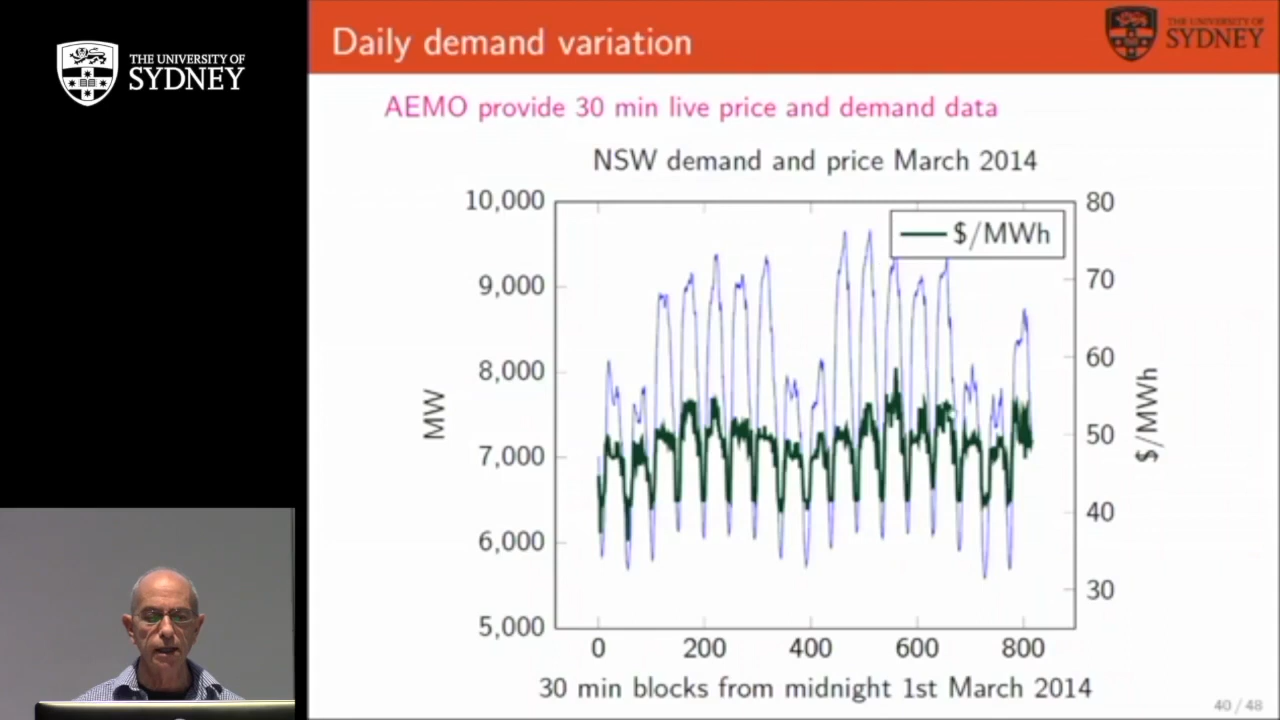 THE UNIVERSITY OF
SYDNEY
Daily demand variation
THE UNIVERSITY OF
SYDNEY
AEMO provide 30 min live price and demand data
NSW demand and price March 2014
10,000
9,000
8,000
7,000
6,000
5,000
MW
$/MWh
80
70
60
50
40
30
$/MWh
0 200 400 600 800
30 min blocks from midnight 1st March 2014
40 / 48